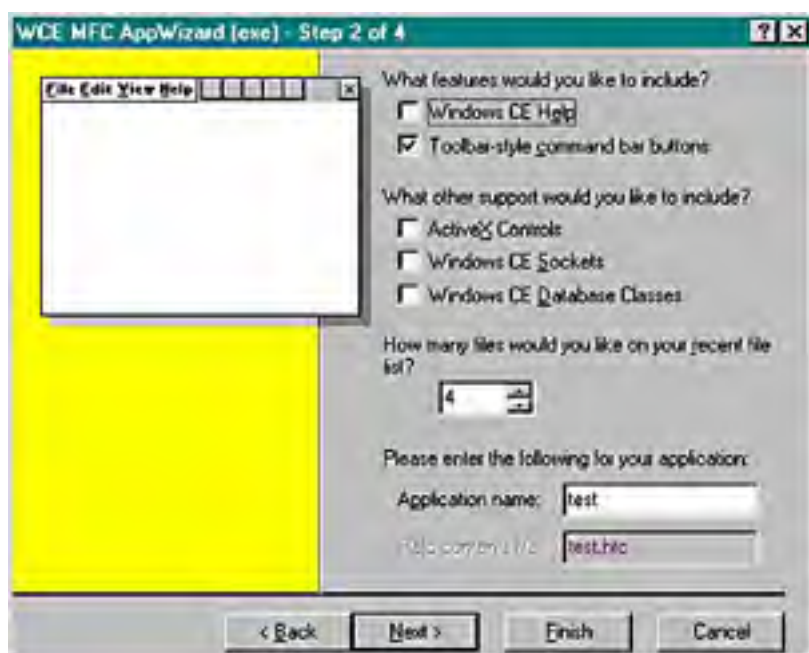 WCE MFC AppWizard (exe) - Step 2 of 4
File Edit View Help
What features would you like to include?
Windows CE Help
Toolbar-style command bar buttons
What other support would you like to include?
ActiveX Controls
Windows CE Sockets
Windows CE Database Classes
How many files would you like on your recent file
list?
4
Please enter the following for your application:
Application name: test
test.htc
< Back Next > Finish Cancel